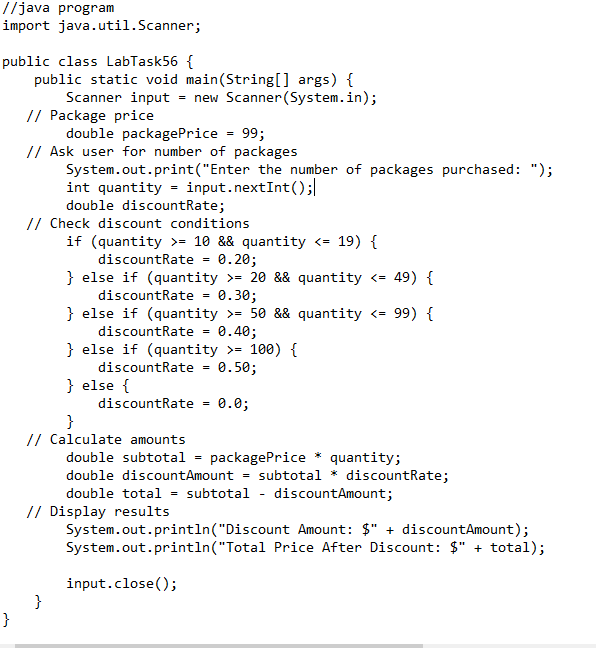 //java program
import java.util.Scanner;

public class LabTask56 {
    public static void main(String[] args) {
        Scanner input = new Scanner(System.in);
   // Package price
        double packagePrice = 99;
   // Ask user for number of packages
        System.out.print("Enter the number of packages purchased: ");
        int quantity = input.nextInt();
        double discountRate;
   // Check discount conditions
        if (quantity >= 10 && quantity <= 19) {
            discountRate = 0.20;
        } else if (quantity >= 20 && quantity <= 49) {
            discountRate = 0.30;
        } else if (quantity >= 50 && quantity <= 99) {
            discountRate = 0.40;
        } else if (quantity >= 100) {
            discountRate = 0.50;
        } else {
            discountRate = 0.0;
        }
   // Calculate amounts
        double subtotal = packagePrice * quantity;
        double discountAmount = subtotal * discountRate;
        double total = subtotal - discountAmount;
   // Display results
        System.out.println("Discount Amount: $" + discountAmount);
        System.out.println("Total Price After Discount: $" + total);

        input.close();
    }
}